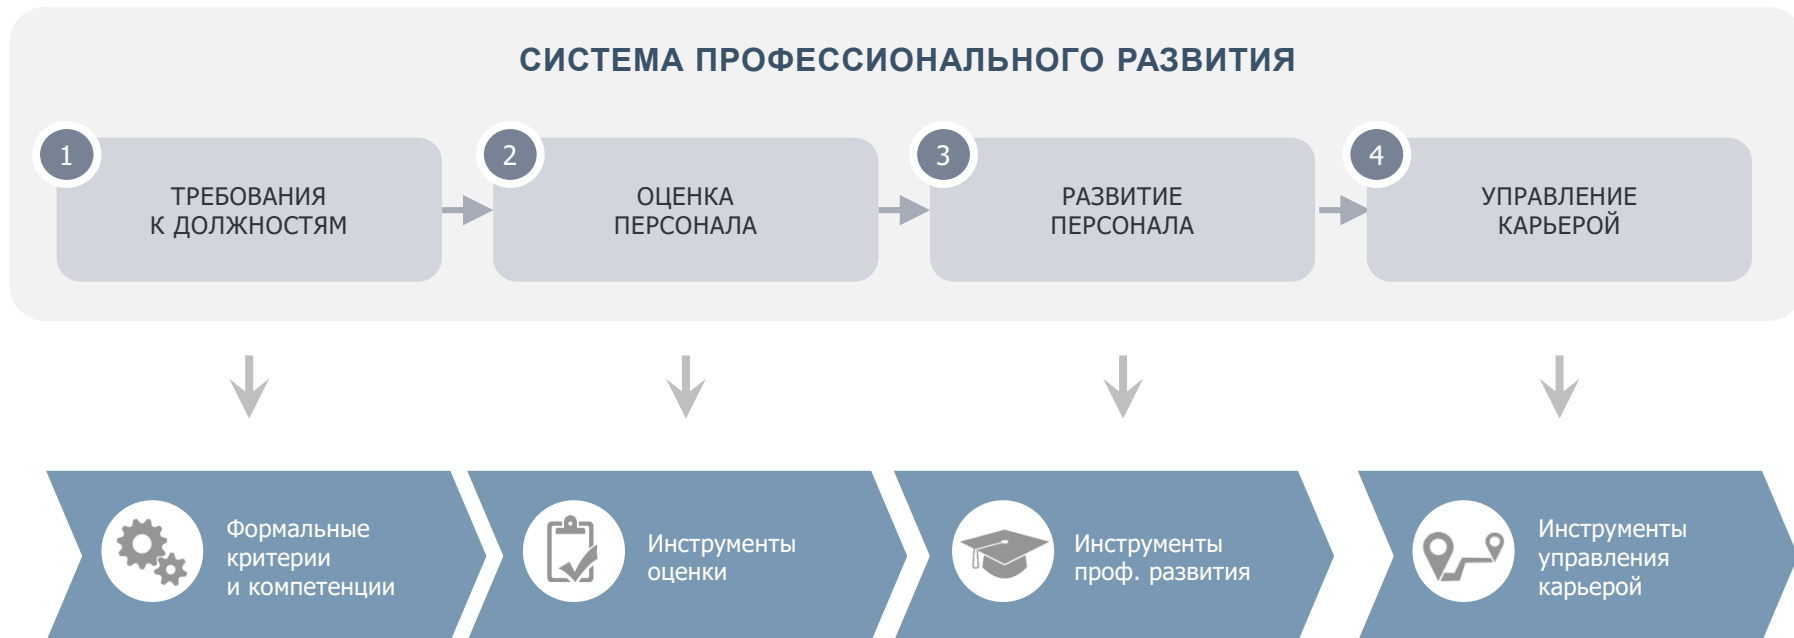 СИСТЕМА ПРОФЕССИОНАЛЬНОГО РАЗВИТИЯ
1
ТРЕБОВАНИЯ
К ДОЛЖНОСТЯМ
2
ОЦЕНКА
ПЕРСОНАЛА
3
РАЗВИТИЕ
ПЕРСОНАЛА
4
УПРАВЛЕНИЕ
КАРЬЕРОЙ
Формальные
критерии
и компетенции
Инструменты
оценки
Инструменты
проф. развития
Инструменты
управления
карьерой